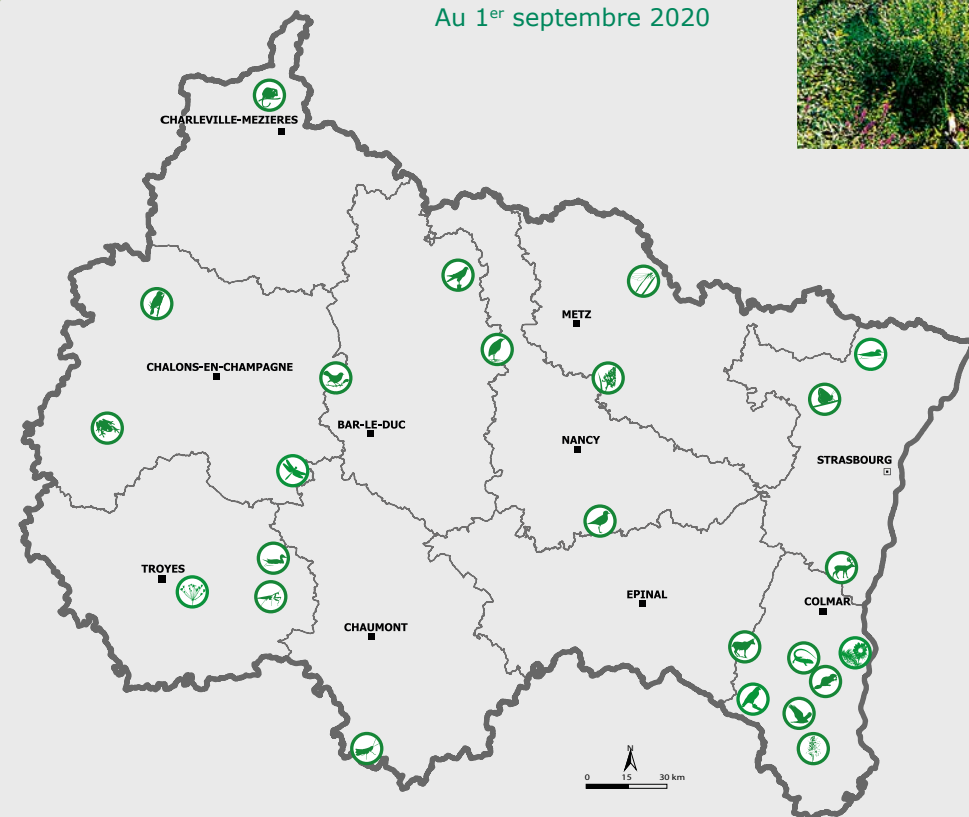 Au 1er septembre 2020
CHARLEVILLE-MEZIERES
METZ
CHALONS-EN-CHAMPAGNE
BAR-LE-DUC
NANCY
STRASBOURG
TROYES
EPINAL
COLMAR
CHAUMONT
N
0 15 30 km